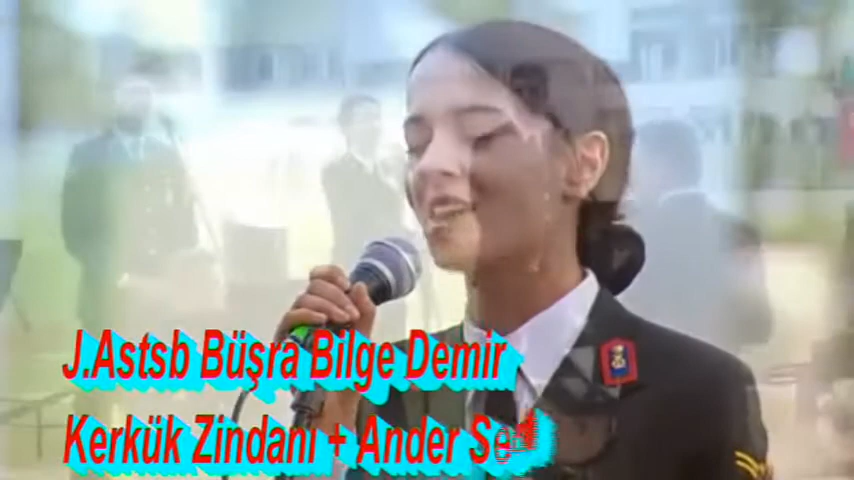 J.Astsb Büşra Bilge Demir
Kerkük Zindanı + Ander